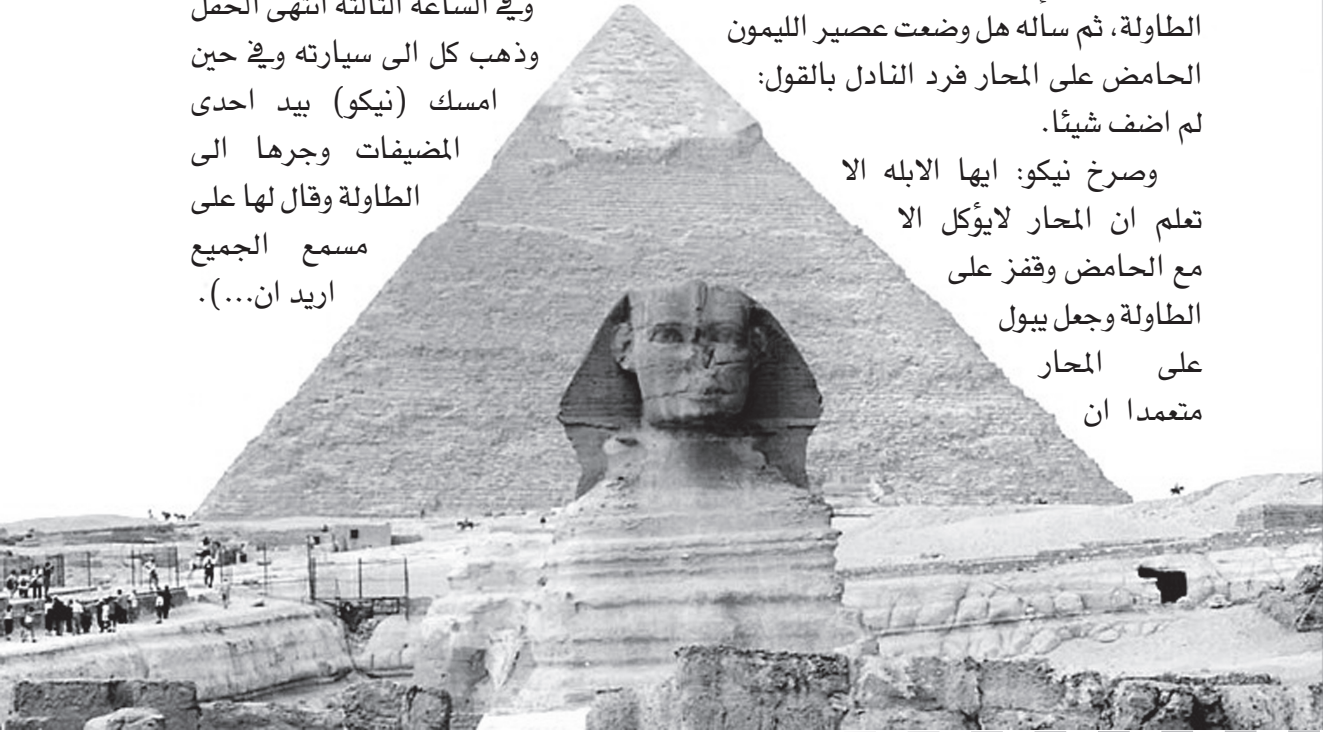 الطاولة، ثم سأله هل وضعت عصير الليمون
الحامض على المحار فرد النادل بالقول:
لم اضف شيئا.
وصرخ نيكو: ايها الابله الا
تعلم ان المحار لايؤكل الا
مع الحامض وقفز على
الطاولة وجعل يبول
على المحار
متعمدا ان
وفي الساعة الثالثة انتهى الحفل
وذهب كل الى سيارته وفي حين
امسك (نيكو) بيد احدى
المضيفات وجرها الى
الطاولة وقال لها على
مسمع الجميع
اريد ان...).